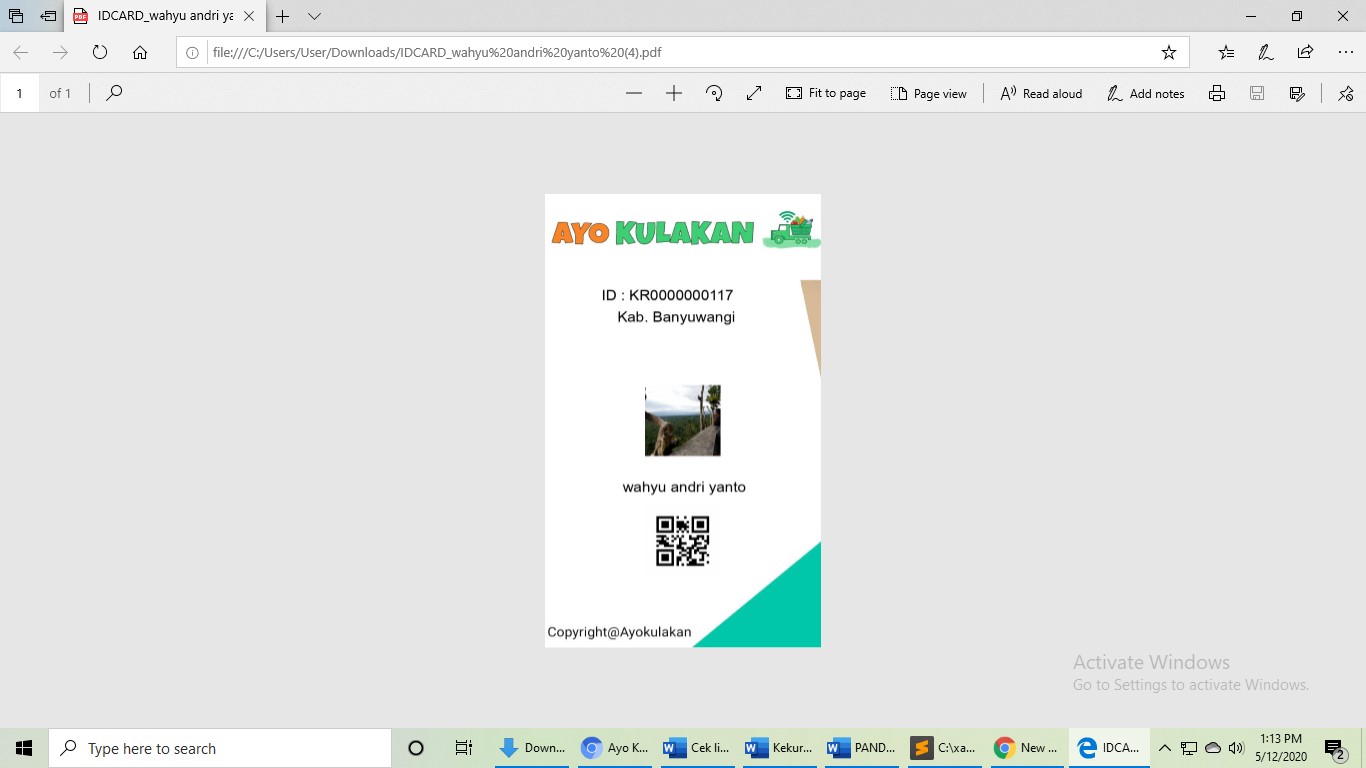 IDCARD_wahyu andri ya
file:///C:/Users/User/Downloads/IDCARD_wahyu%20andri%20yanto%20(4).pdf
1 of 1 Fit to page Page view Read aloud Add notes
AYO KULAKAN
ID : KR0000000117
Kab. Banyuwangi
wahyu andri yanto
Copyright@Ayokulakan
Activate Windows
Go to Settings to activate Windows.
Type here to search Down... Ayo K... Cek li... Kekur... PAND... C:\xa... New ... IDCA... 1:13 PM
5/12/2020 2